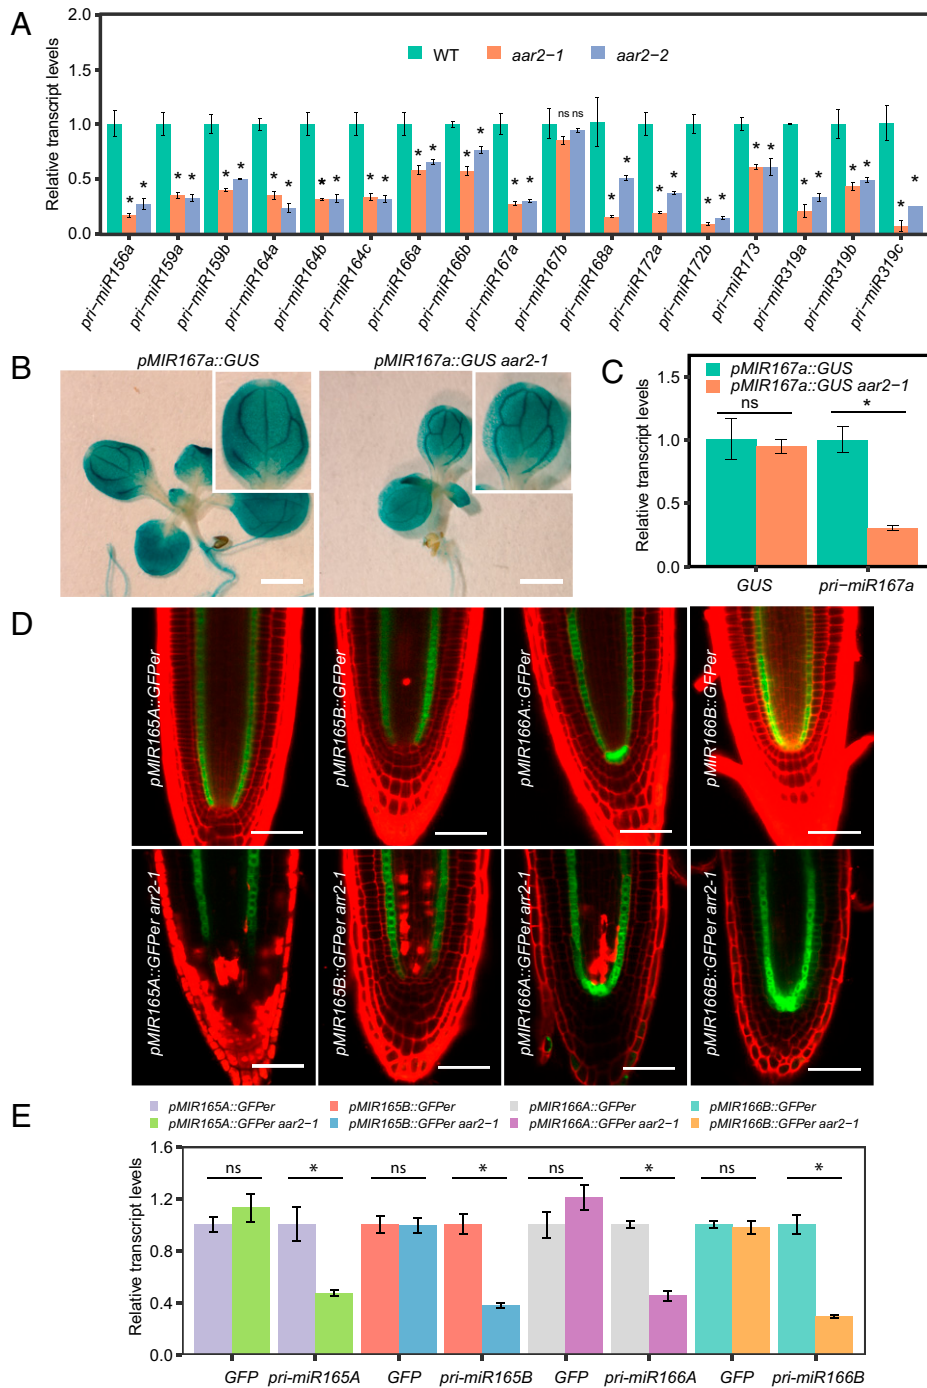 A
Relative transcript levels
2.0
1.5
1.0
0.5
0.0
WT
aar2−1
aar2−2
* * * * * * * * * * * * * * * * * * ns ns * * * * * * * * * * * * * *
pri−miR156a
pri−miR159a
pri−miR159b
pri−miR164a
pri−miR164b
pri−miR164c
pri−miR166a
pri−miR166b
pri−miR167a
pri−miR167b
pri−miR168a
pri−miR172a
pri−miR172b
pri−miR173
pri−miR319a
pri−miR319b
pri−miR319c
B
pMIR167a::GUS
pMIR167a::GUS aar2-1
C
Relative transcript levels
1.5
1.0
0.5
0.0
pMIR167a::GUS
pMIR167a::GUS aar2−1
ns
*
GUS
pri−miR167a
D
pMIR165A::GFPer
pMIR165B::GFPer
pMIR166A::GFPer
pMIR166B::GFPer
pMIR165A::GFPer arr2-1
pMIR165B::GFPer arr2-1
pMIR166A::GFPer arr2-1
pMIR166B::GFPer arr2-1
E
pMIR165A::GFPer
pMIR165B::GFPer
pMIR166A::GFPer
pMIR166B::GFPer
pMIR165A::GFPer aar2−1
pMIR165B::GFPer aar2−1
pMIR166A::GFPer aar2−1
pMIR166B::GFPer aar2−1
Relative transcript levels
1.6
1.2
0.8
0.4
0.0
ns * ns * ns * ns *
GFP pri−miR165A GFP pri−miR165B GFP pri−miR166A GFP pri−miR166B